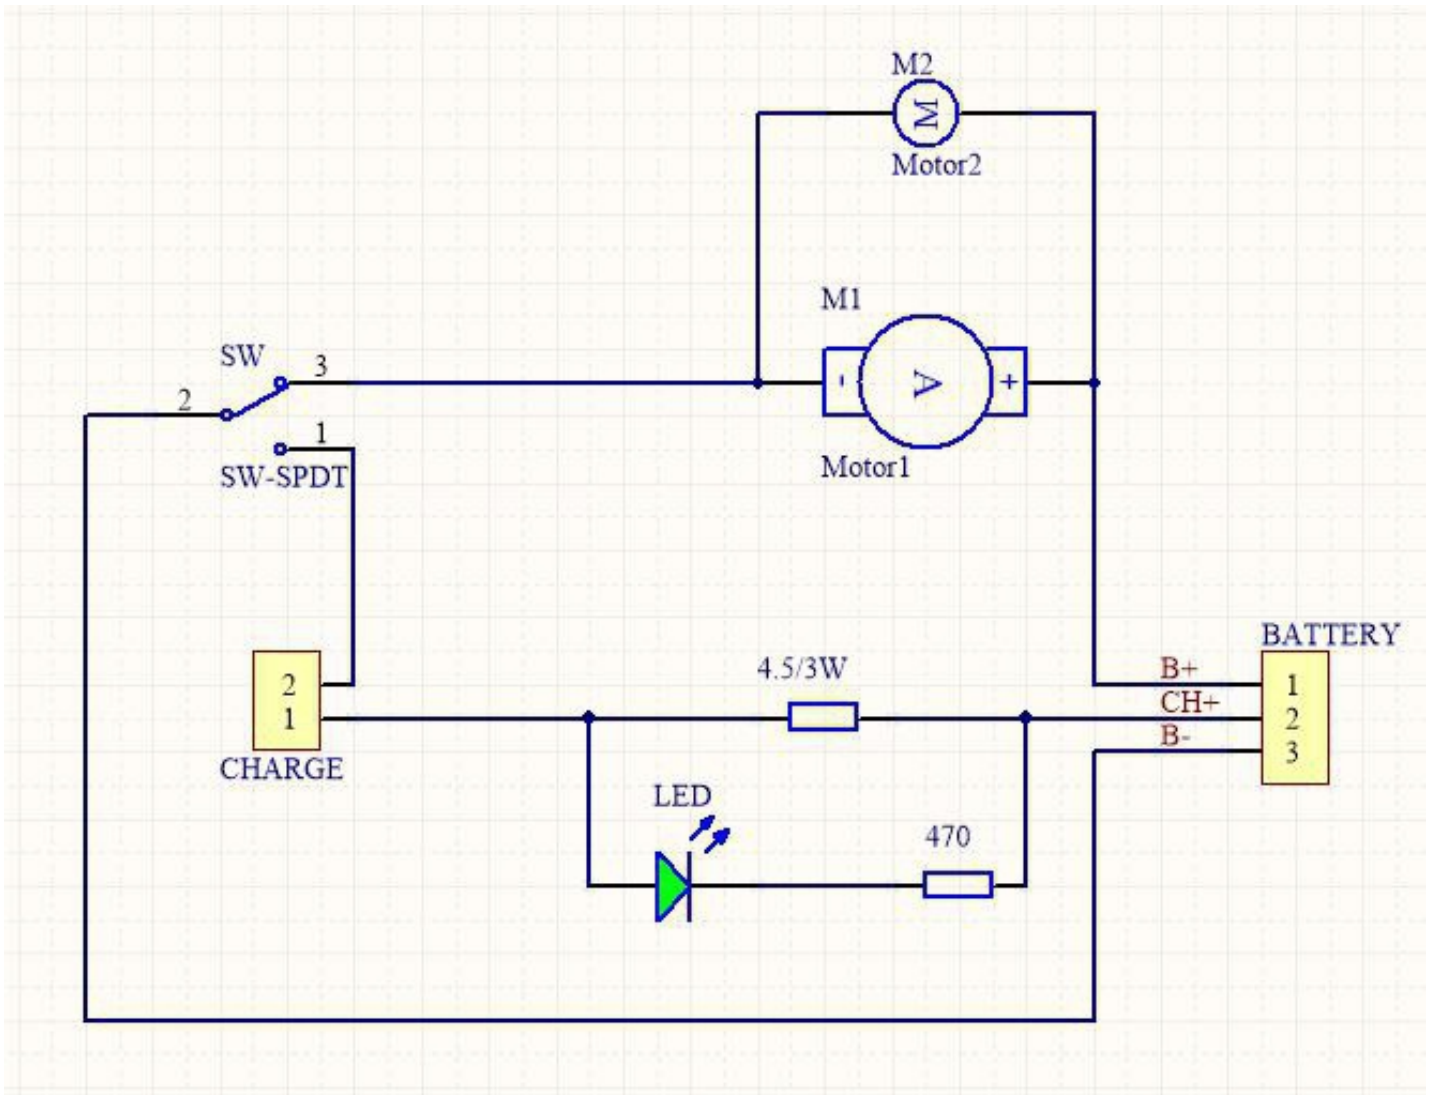 M2
M
Motor2
M1
- A +
Motor1
SW
3
2
1
SW-SPDT
BATTERY
4.5/3W
B+
1
CH+
2
B-
3
2
1
CHARGE
LED
470